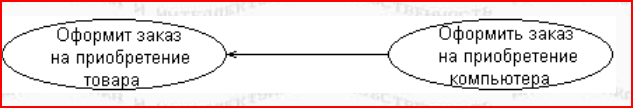 Оформит заказ
на приобретение
товара
Оформить заказ
на приобретение
компьютера